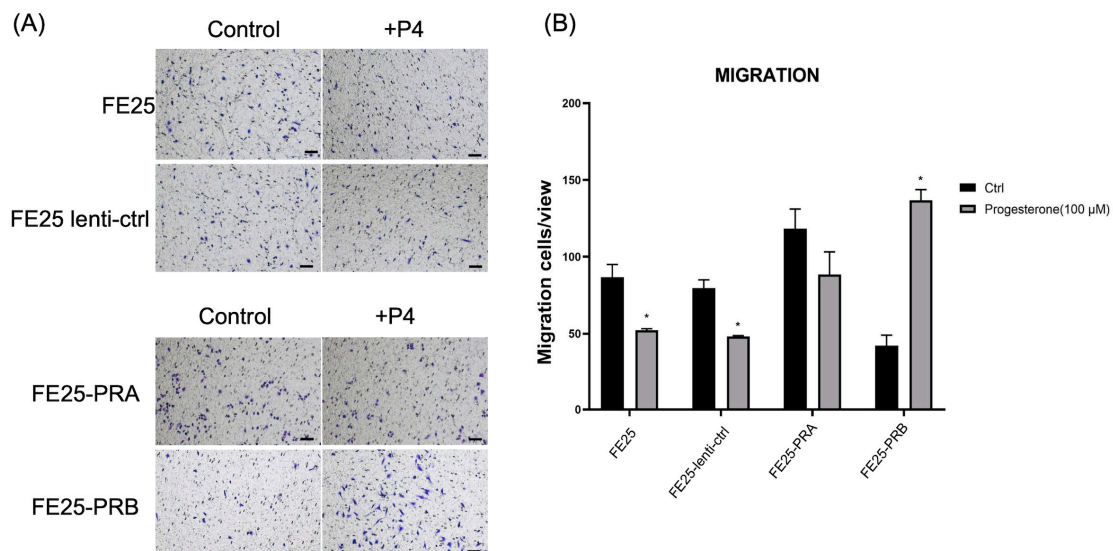 (A)
Control +P4
FE25
FE25 lenti-ctrl
Control +P4
FE25-PRA
FE25-PRB
(B)
MIGRATION
Migration cells/view
200
150
100
50
0
* * *
FE25 FE25-lenti-ctrl FE25-PRA FE25-PRB
Ctrl
Progesterone(100 μM)